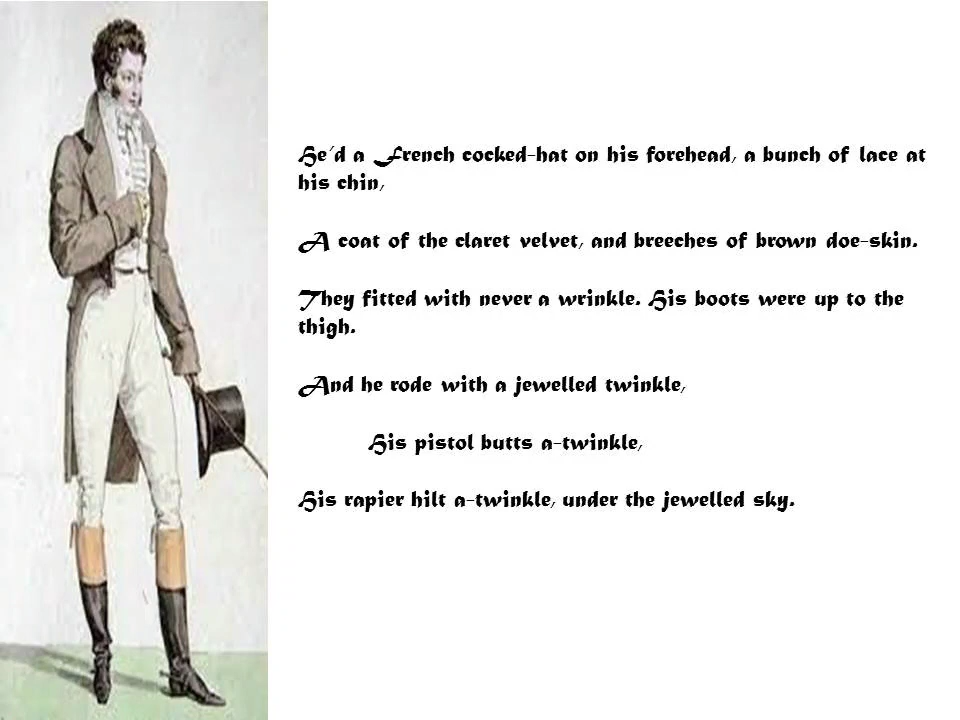 He'd a French cocked-hat on his forehead, a bunch of lace at
his chin,
A coat of the claret velvet, and breeches of brown doe-skin.
They fitted with never a wrinkle. His boots were up to the
thigh.
And he rode with a jewelled twinkle,
His pistol butts a-twinkle,
His rapier hilt a-twinkle, under the jewelled sky.